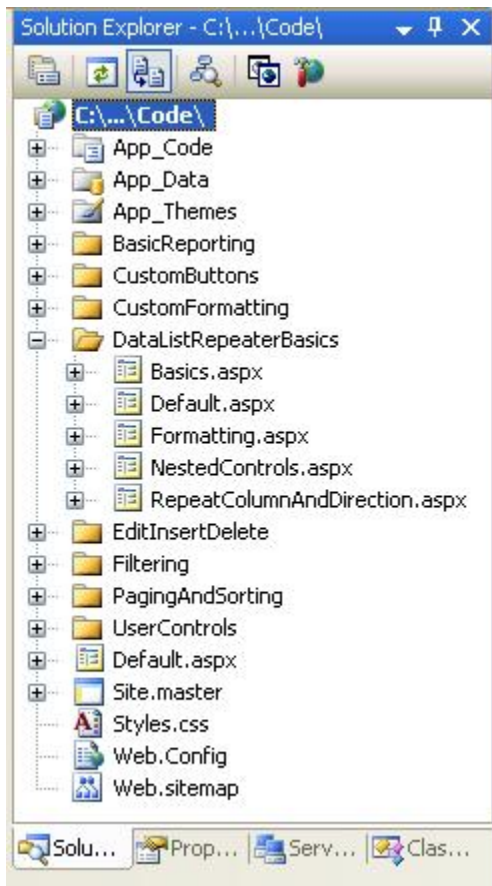 Solution Explorer - C:\...\Code\
C:\...\Code\
App_Code
App_Data
App_Themes
BasicReporting
CustomButtons
CustomFormatting
DataListRepeaterBasics
Basics.aspx
Default.aspx
Formatting.aspx
NestedControls.aspx
RepeatColumnAndDirection.aspx
EditInsertDelete
Filtering
PagingAndSorting
UserControls
Default.aspx
Site.master
Styles.css
Web.Config
Web.sitemap
Solu... Prop... Serv... Clas...